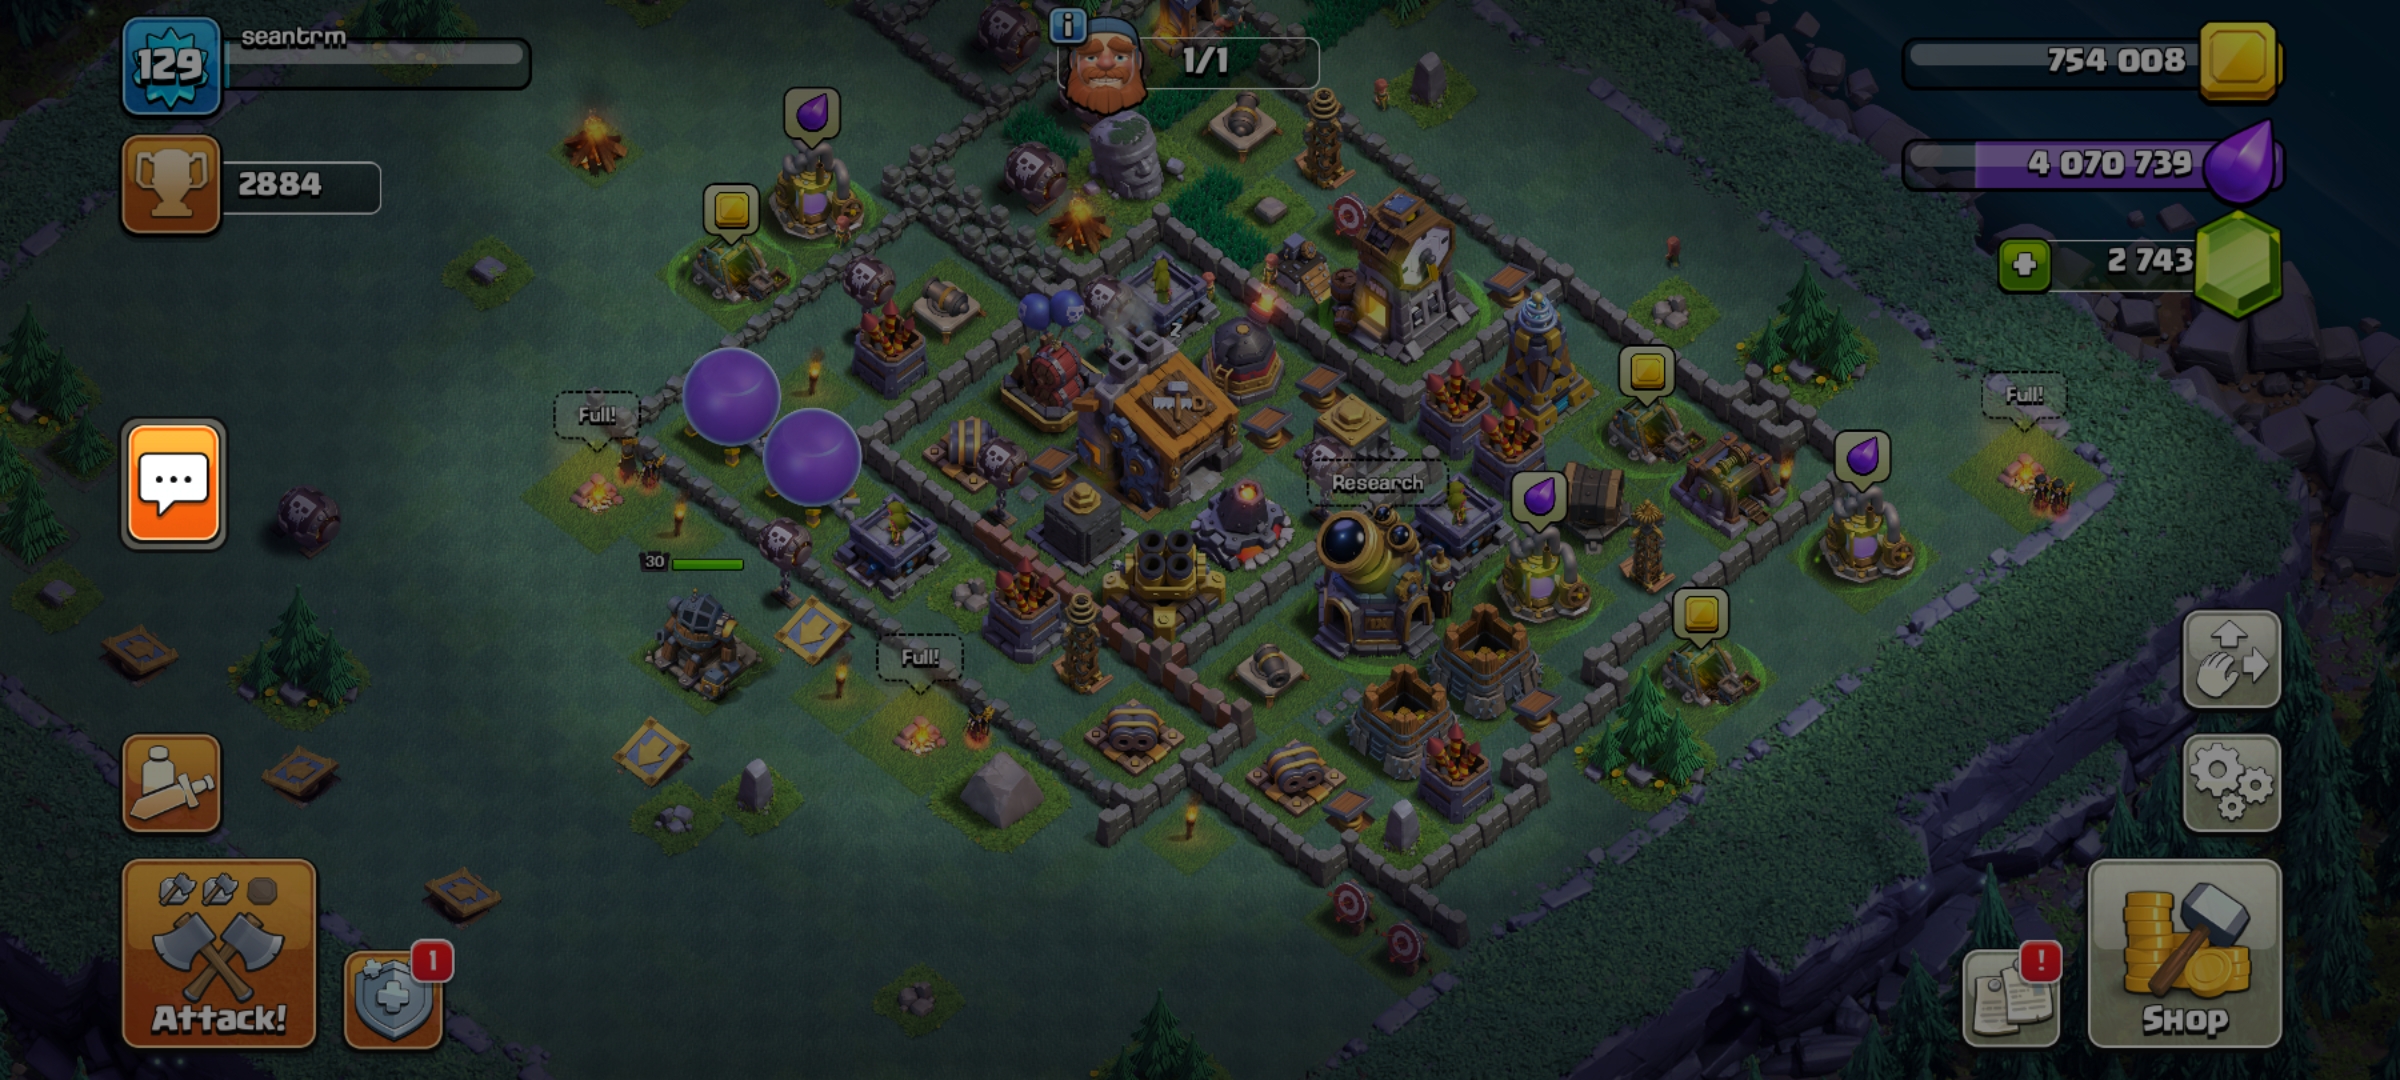 129
seantrm
i
1/1
754 008
2884
4 070 739
2 743
z
Full!
Full!
Research
30
Full!
1
!
Attack!
Shop